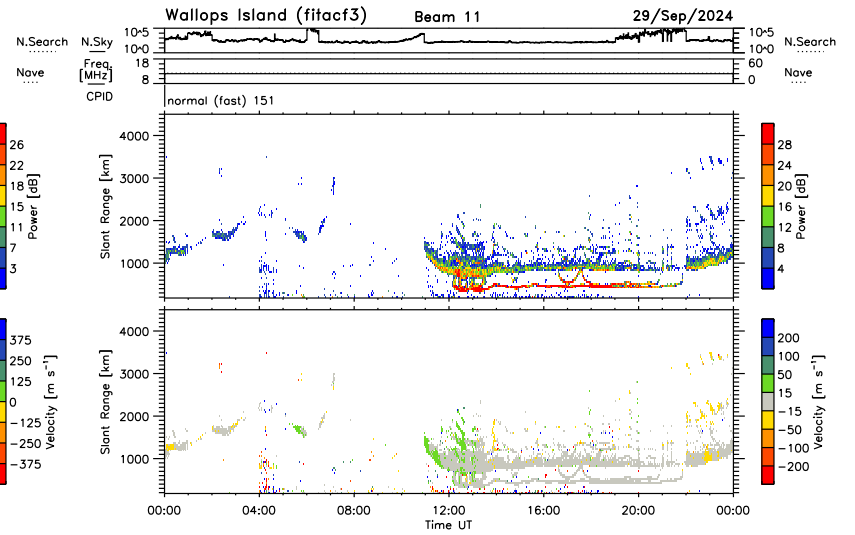 Wallops Island (fitacf3) Beam 11 29/Sep/2024
N.Search N.Sky 10^5 10^0 10^5 10^0 N.Search
Nave Freq. [MHz] 18 8 60 0 Nave
CPID normal (fast) 151
26 22 18 15 11 7 3
Power [dB]
Slant Range [km]
4000 3000 2000 1000
28 24 20 16 12 8 4
Power [dB]
375 250 125 0 −125 −250 −375
Velocity [m s⁻¹]
Slant Range [km]
4000 3000 2000 1000
200 100 50 15 −15 −50 −100 −200
Velocity [m s⁻¹]
00:00 04:00 08:00 12:00 16:00 20:00 00:00
Time UT